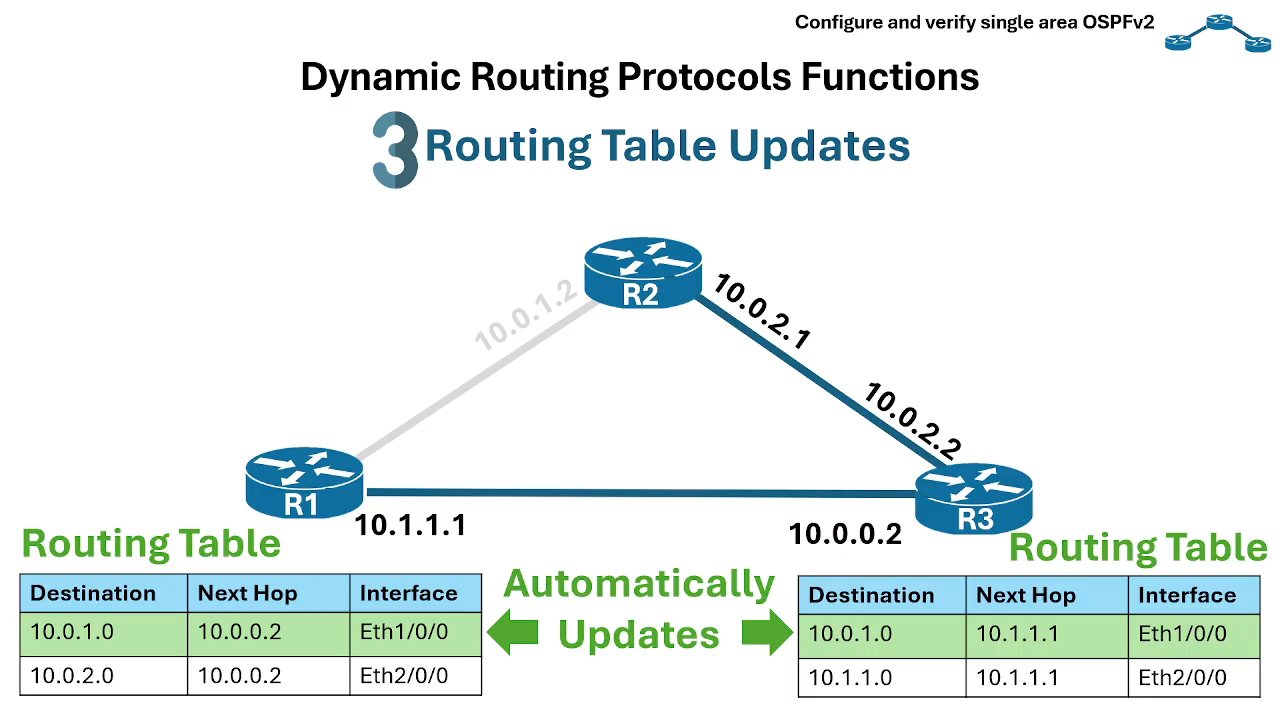 Configure and verify single area OSPFv2
Dynamic Routing Protocols Functions
3 Routing Table Updates
R2
10.0.1.2
10.0.2.1
10.0.2.2
R1
R3
10.1.1.1
10.0.0.2
Routing Table
Destination Next Hop Interface
10.0.1.0 10.0.0.2 Eth1/0/0
10.0.2.0 10.0.0.2 Eth2/0/0
Automatically
Updates
Routing Table
Destination Next Hop Interface
10.0.1.0 10.1.1.1 Eth1/0/0
10.1.1.0 10.1.1.1 Eth2/0/0